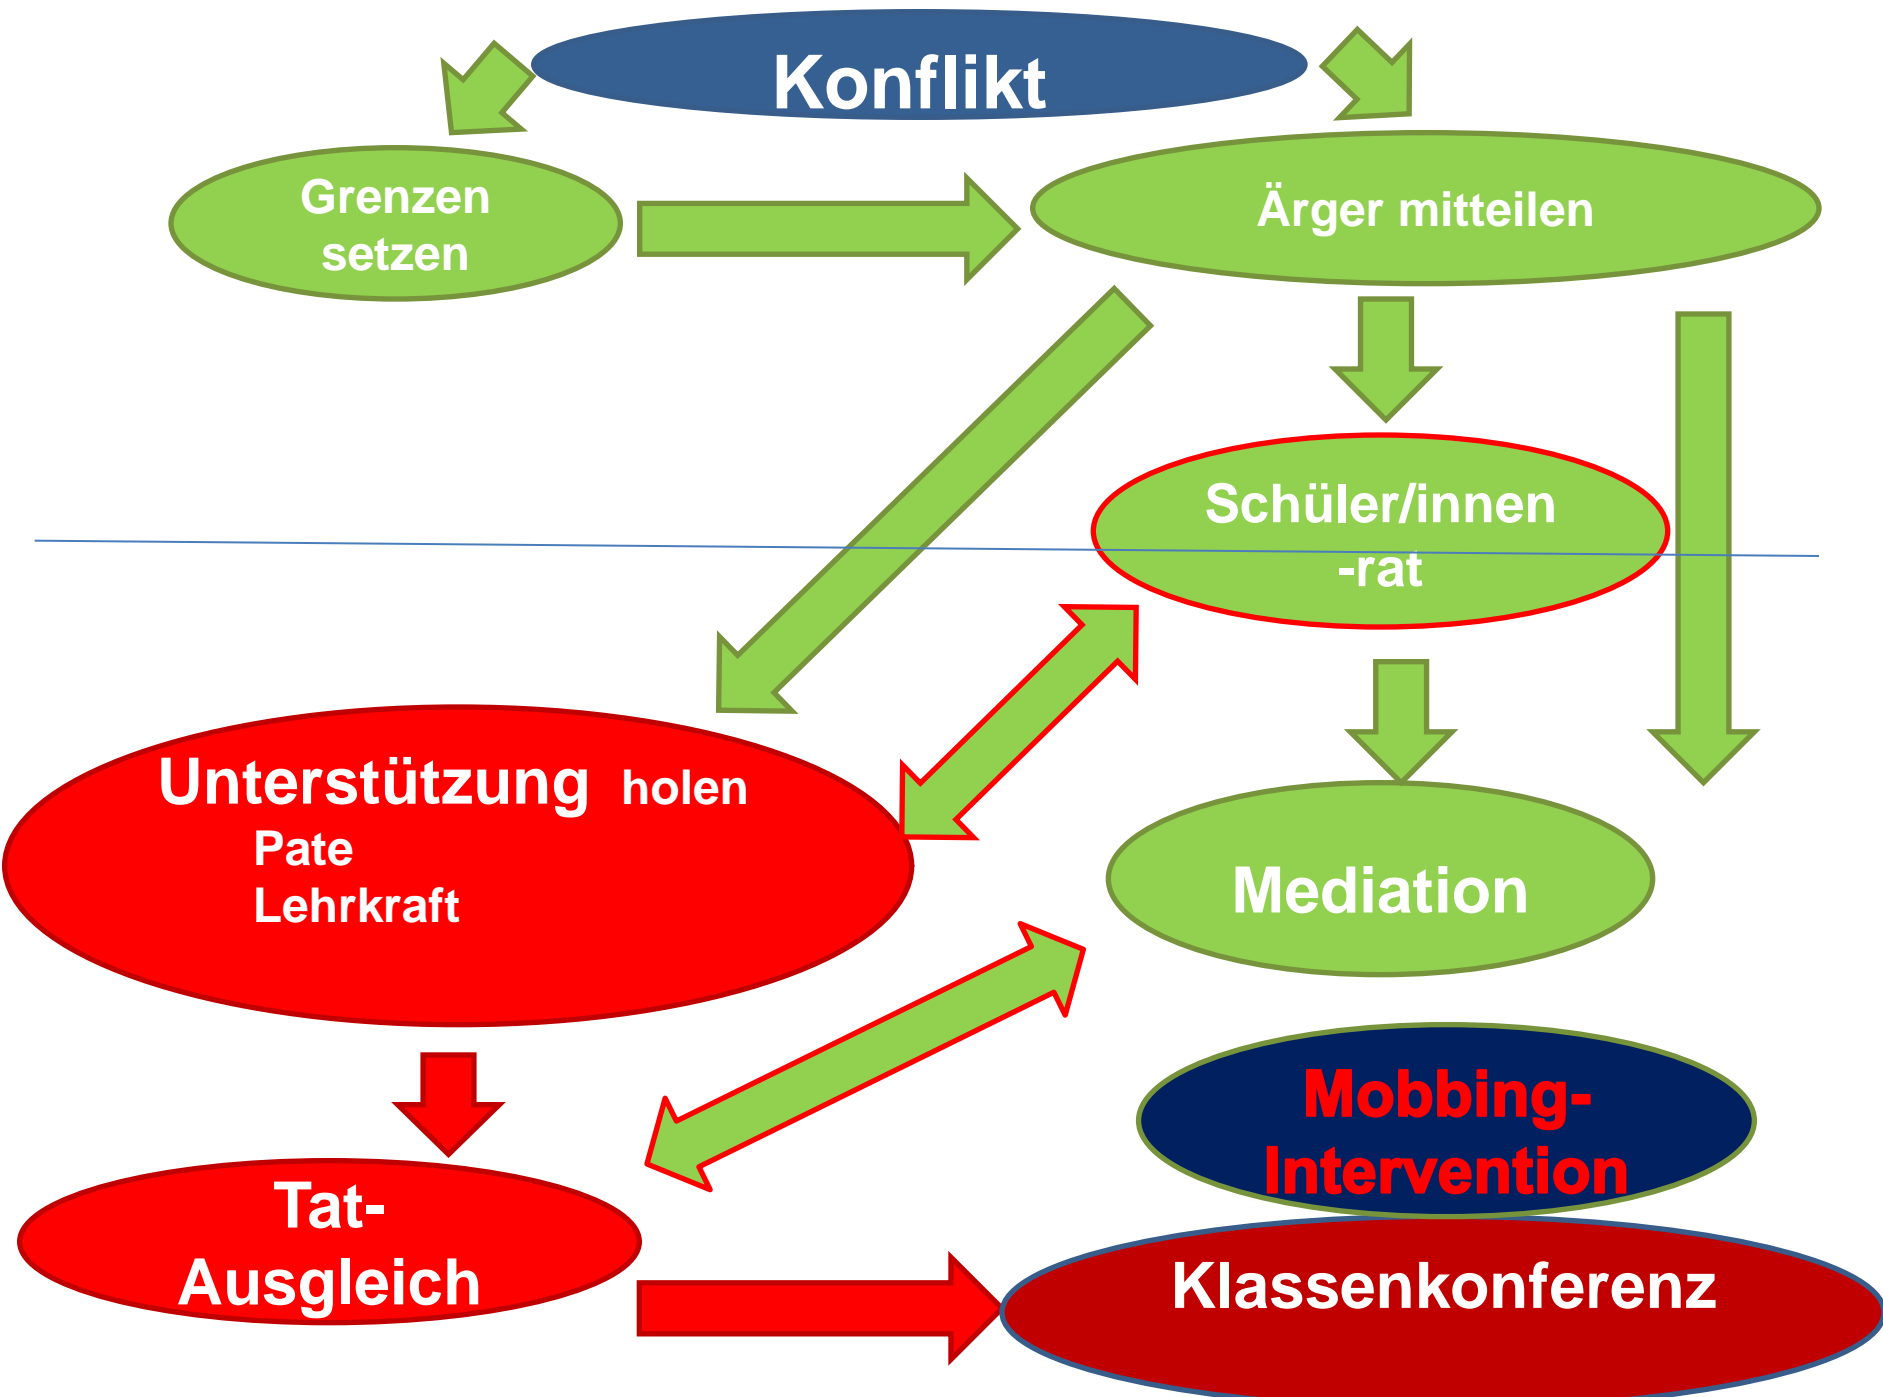 Konflikt
Grenzen
setzen
Ärger mitteilen
Schüler/innen
-rat
Unterstützung holen
Pate
Lehrkraft
Mediation
Mobbing-
Intervention
Tat-
Ausgleich
Klassenkonferenz